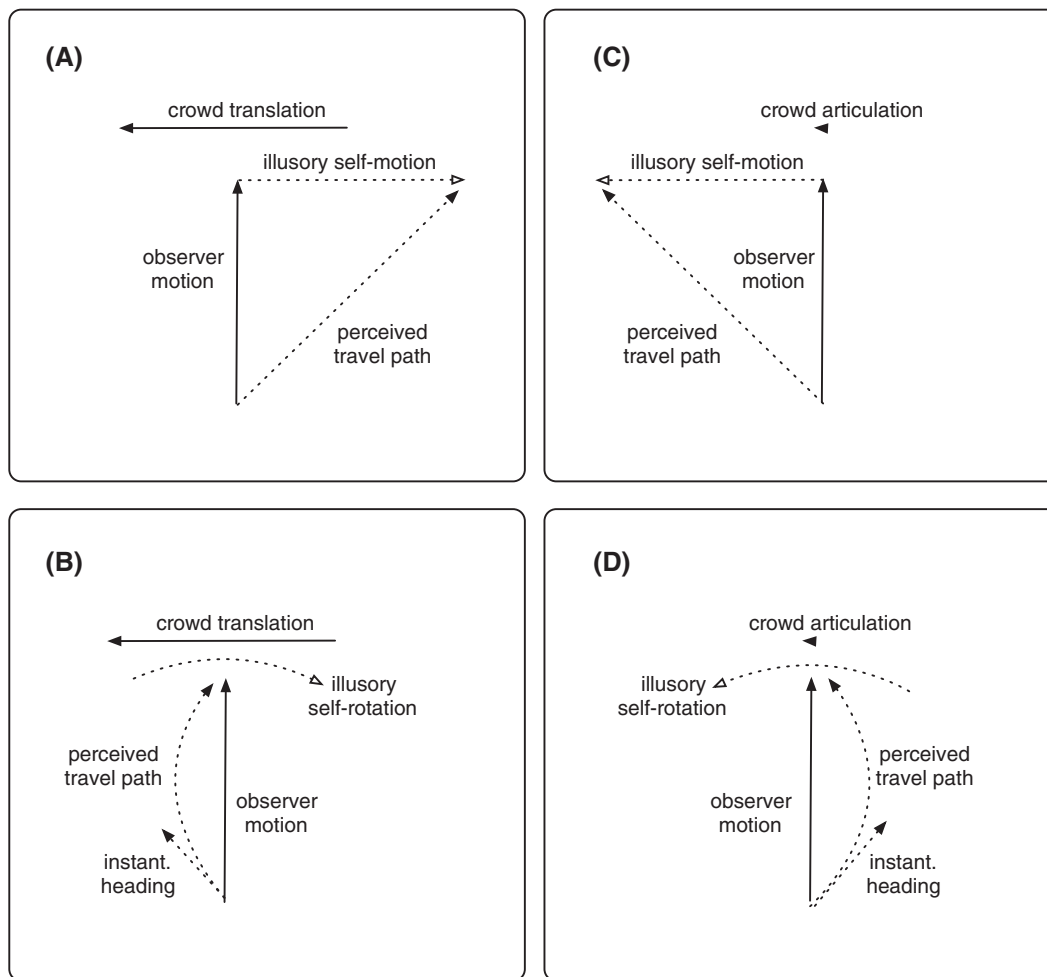 (A)
crowd translation
illusory self-motion
observer
motion
perceived
travel path
(C)
crowd articulation
illusory self-motion
observer
motion
perceived
travel path
(B)
crowd translation
illusory
self-rotation
perceived
travel path
observer
motion
instant.
heading
(D)
crowd articulation
illusory
self-rotation
perceived
travel path
observer
motion
instant.
heading